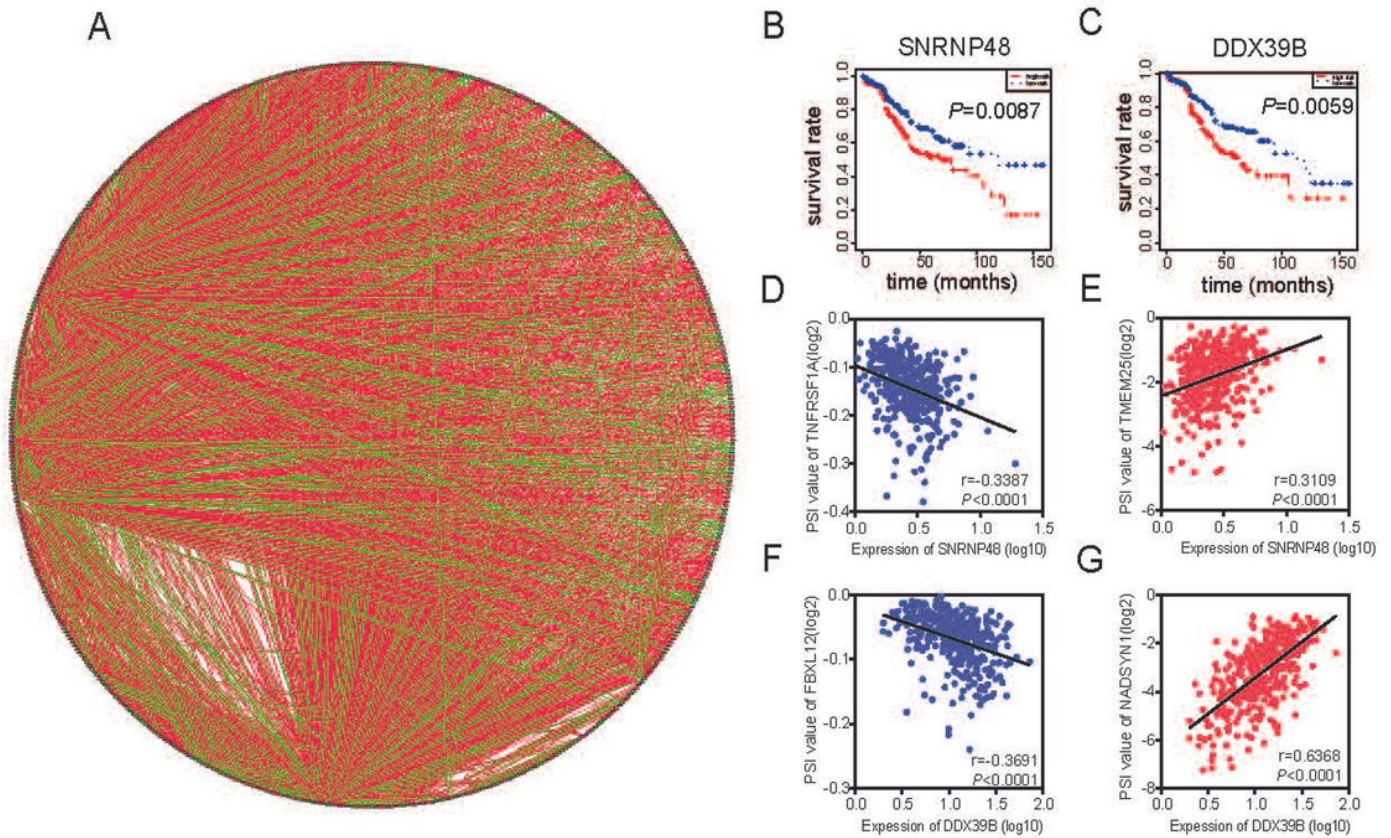 A
B
SNRNP48
P=0.0087
survival rate
1.0
0.8
0.6
0.4
0.2
0.0
0
50
100
150
time (months)
C
DDX39B
P=0.0059
survival rate
1.0
0.8
0.6
0.4
0.2
0.0
0
50
100
150
time (months)
D
PSI value of TNFRSF1A(log2)
0.0
-0.1
-0.2
-0.3
-0.4
r=-0.3387
P<0.0001
0.0
0.5
1.0
1.5
Expression of SNRNP48 (log10)
E
PSI value of TMEM25(log2)
0
-2
-4
-6
r=0.3109
P<0.0001
0.0
0.5
1.0
1.5
Expression of SNRNP48 (log10)
F
PSI value of FBXL12(log2)
0.0
-0.1
-0.2
-0.3
r=-0.3691
P<0.0001
0.0
0.5
1.0
1.5
2.0
Expession of DDX39B (log10)
G
PSI value of NADSYN1(log2)
0
-2
-4
-6
-8
r=0.6368
P<0.0001
0.0
0.5
1.0
1.5
2.0
Expession of DDX39B (log10)